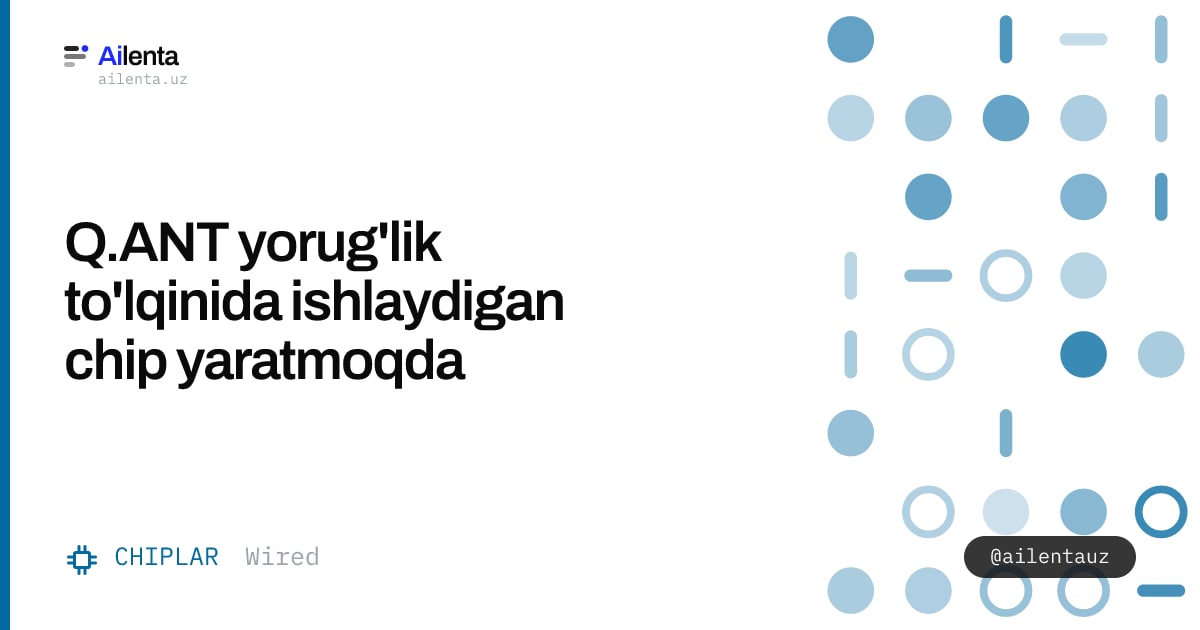 Ailenta
ailenta.uz
Q.ANT yorug'lik
to'lqinida ishlaydigan
chip yaratmoqda
CHIPLAR Wired
@ailentauz